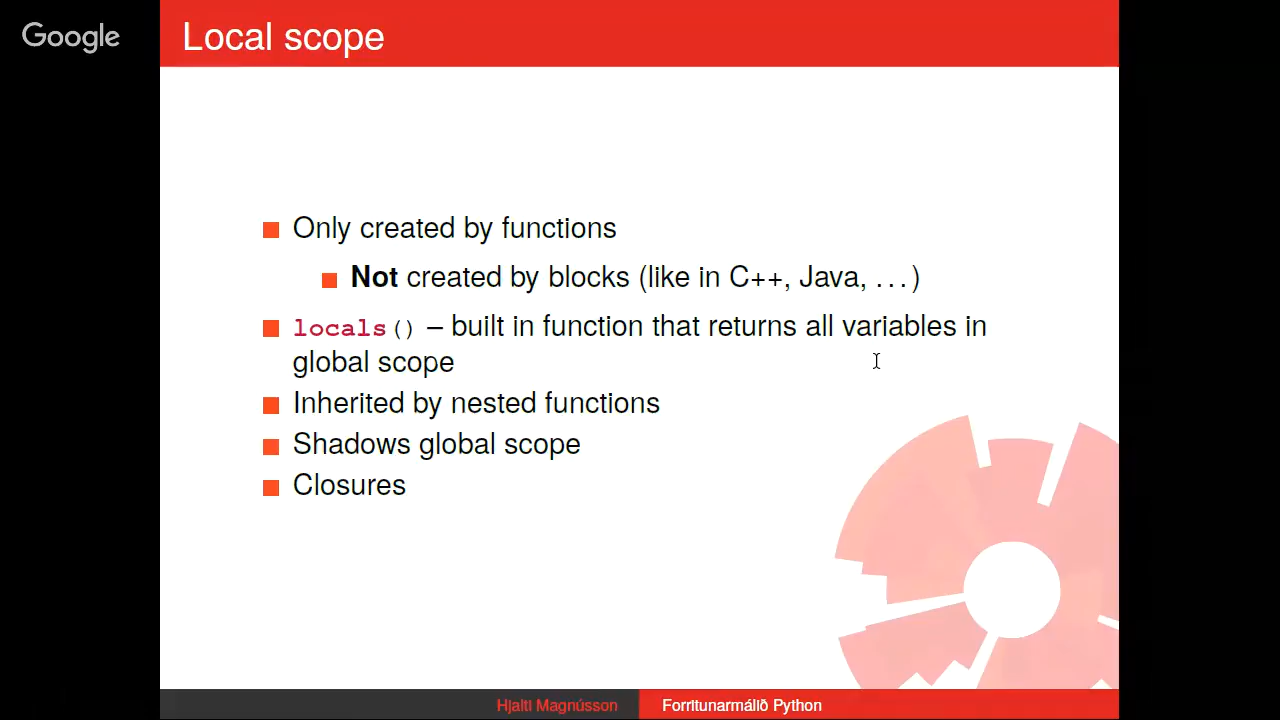 Google
Local scope
Only created by functions
Not created by blocks (like in C++, Java, ...)
locals() – built in function that returns all variables in
global scope
Inherited by nested functions
Shadows global scope
Closures
Hjalti Magnússon
Forritunarmálið Python